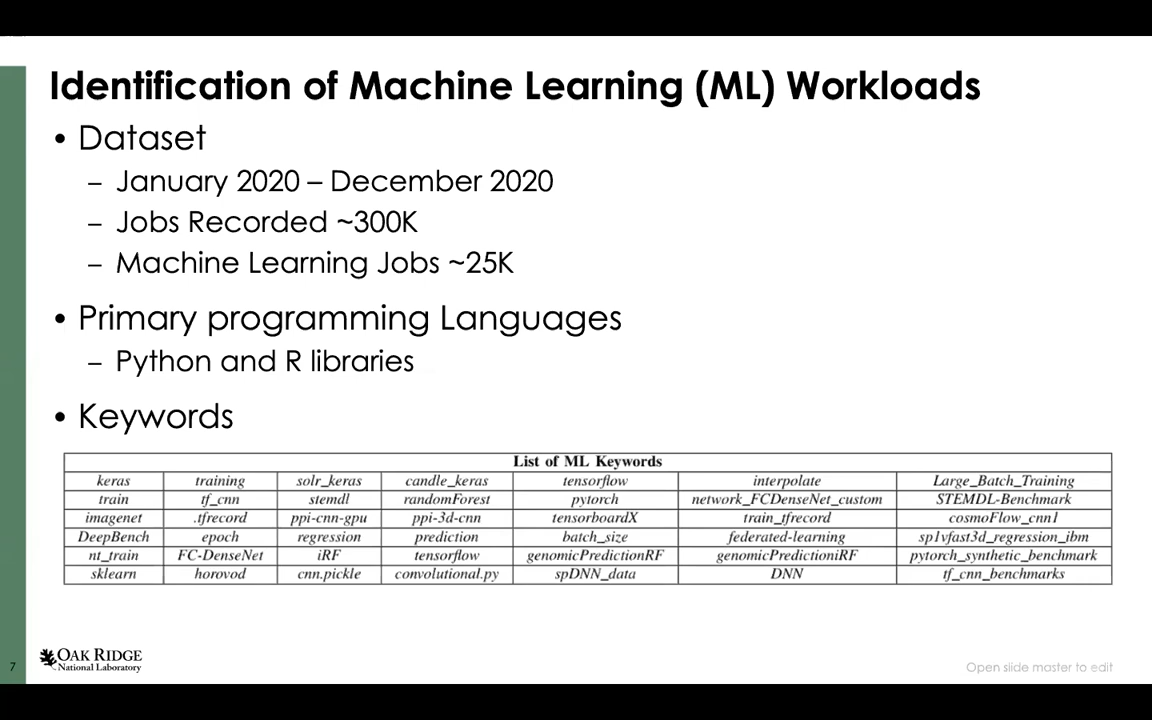 Identification of Machine Learning (ML) Workloads
• Dataset
– January 2020 – December 2020
– Jobs Recorded ~300K
– Machine Learning Jobs ~25K
• Primary programming Languages
– Python and R libraries
• Keywords
List of ML Keywords
keras training solr_keras candle_keras tensorflow interpolate Large_Batch_Training
train tf_cnn stemdl randomForest pytorch network_FCDenseNet_custom STEMDL-Benchmark
imagenet .tfrecord ppi-cnn-gpu ppi-3d-cnn tensorboardX train_tfrecord cosmoFlow_cnn1
DeepBench epoch regression prediction batch_size federated-learning sp1vfast3d_regression_ibm
nt_train FC-DenseNet iRF tensorflow genomicPredictionRF genomicPredictioniRF pytorch_synthetic_benchmark
sklearn horovod cnn.pickle convolutional.py spDNN_data DNN tf_cnn_benchmarks
7
OAK RIDGE
National Laboratory
Open slide master to edit